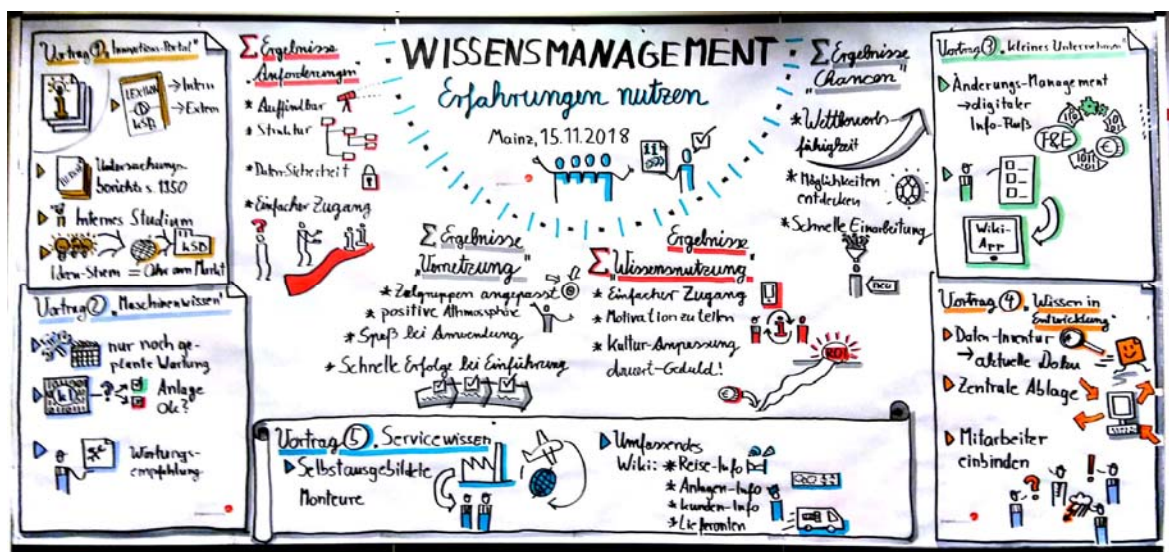 WISSENSMANAGEMENT
Erfahrungen nutzen
Mainz, 15.11.2018
Vortrag ① "Innovations-Portal"
LEXIKON
KSB
→ Intern
→ Extern
Untersuchungs-
berichte s. 1950
Internes Studium
KSB
Ideen-Strom = Ohr am Markt
Σ Ergebnisse
"Anforderungen"
* Auffindbar
* Struktur
* Daten-Sicherheit
* Einfacher Zugang
Σ Ergebnisse
"Chancen"
* Wettbewerbs-
fähigkeit
* Möglichkeiten
entdecken
* Schnelle Einarbeitung
neu
Vortrag ③ "kleines Unternehmen"
Änderungs-Management
→ digitaler
Info-Fluß
F&E
€
Wiki-
App
Σ Ergebnisse
"Vernetzung"
* Zielgruppen angepasst
* positive Athmosphäre
* Spaß bei Anwendung
* Schnelle Erfolge bei Einführung
Ergebnisse
Σ "Wissensnutzung"
* Einfacher Zugang
* Motivation zu teilen
* Kultur-Anpassung
dauert-Geduld!
ROI
€
Vortrag ② "Maschinenwissen"
nur noch ge-
plante Wartung
Anlage
Ok?
Wartungs-
empfehlung
Vortrag ④ "Wissen in
Entwicklung"
Daten-Inventur
→ aktuelle Daten
Zentrale Ablage
Mitarbeiter
einbinden
Vortrag ⑤ "Servicewissen
Selbstausgebildete
Monteure
Umfassendes
Wiki: * Reise-Info
* Anlagen-Info
* Kunden-Info
* Lieferanten